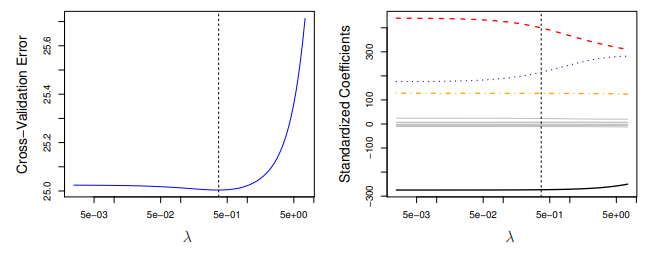 Cross−Validation Error
25.0 25.2 25.4 25.6
5e−03 5e−02 5e−01 5e+00
λ
Standardized Coefficients
−300 −100 0 100 300
5e−03 5e−02 5e−01 5e+00
λ